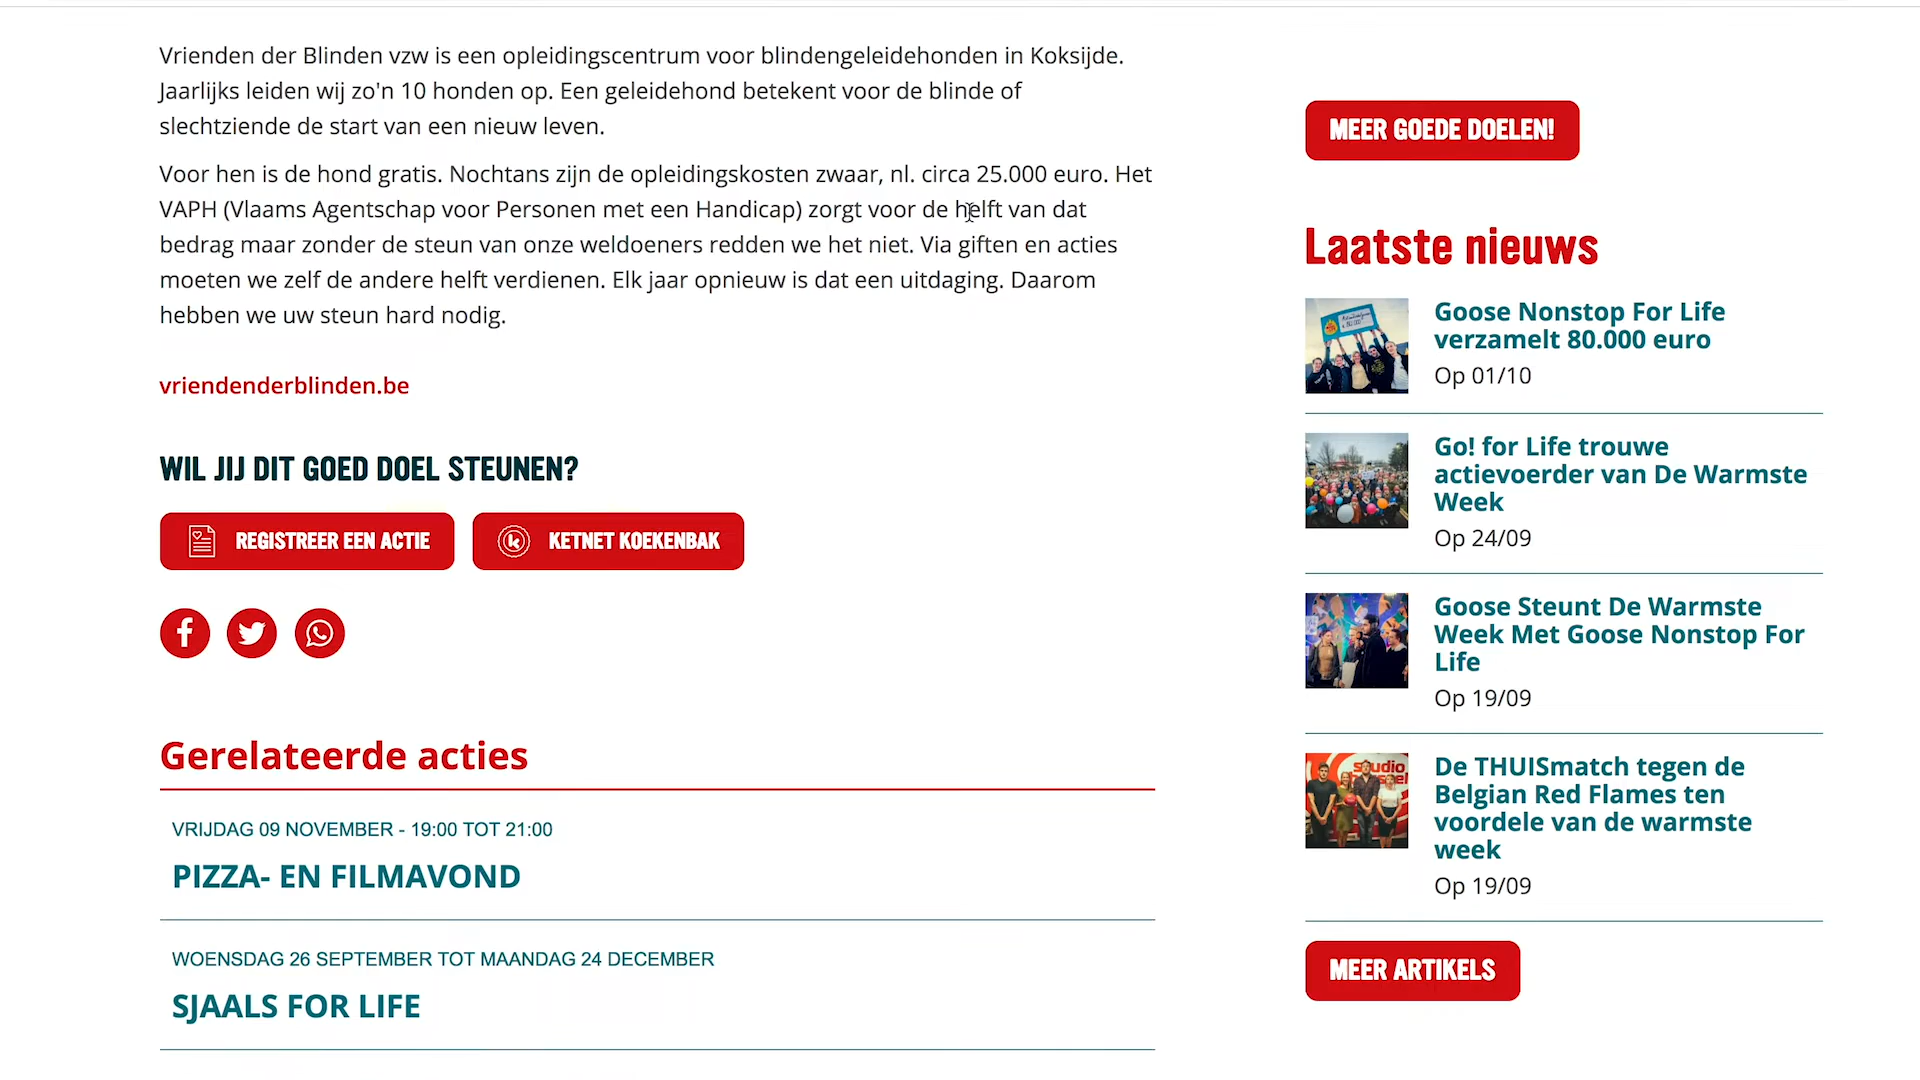 Vrienden der Blinden vzw is een opleidingscentrum voor blindengeleidehonden in Koksijde.
Jaarlijks leiden wij zo'n 10 honden op. Een geleidehond betekent voor de blinde of
slechtziende de start van een nieuw leven.
Voor hen is de hond gratis. Nochtans zijn de opleidingskosten zwaar, nl. circa 25.000 euro. Het
VAPH (Vlaams Agentschap voor Personen met een Handicap) zorgt voor de helft van dat
bedrag maar zonder de steun van onze weldoeners redden we het niet. Via giften en acties
moeten we zelf de andere helft verdienen. Elk jaar opnieuw is dat een uitdaging. Daarom
hebben we uw steun hard nodig.
vriendenderblinden.be
WIL JIJ DIT GOED DOEL STEUNEN?
REGISTREER EEN ACTIE
KETNET KOEKENBAK
Gerelateerde acties
VRIJDAG 09 NOVEMBER - 19:00 TOT 21:00
PIZZA- EN FILMAVOND
WOENSDAG 26 SEPTEMBER TOT MAANDAG 24 DECEMBER
SJAALS FOR LIFE
MEER GOEDE DOELEN!
Laatste nieuws
Goose Nonstop For Life
verzamelt 80.000 euro
Op 01/10
Go! for Life trouwe
actievoerder van De Warmste
Week
Op 24/09
Goose Steunt De Warmste
Week Met Goose Nonstop For
Life
Op 19/09
De THUISmatch tegen de
Belgian Red Flames ten
voordele van de warmste
week
Op 19/09
MEER ARTIKELS